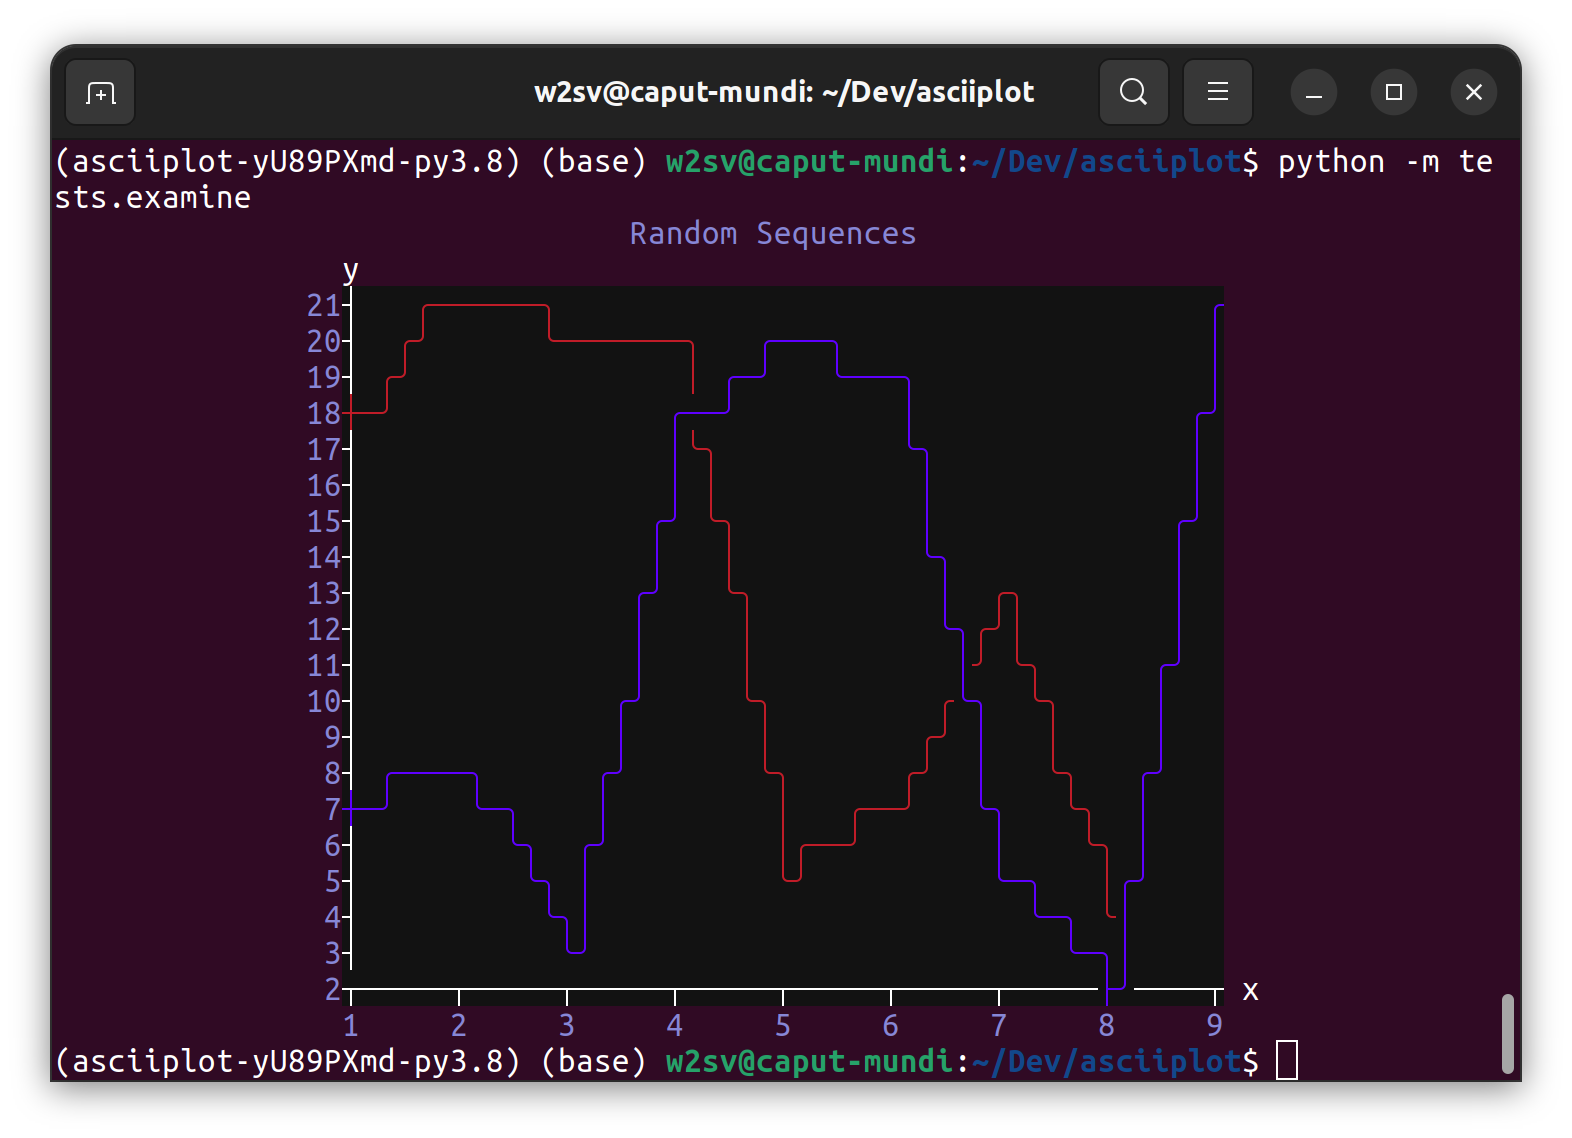 w2sv@caput-mundi: ~/Dev/asciiplot
(asciiplot-yU89PXmd-py3.8) (base) w2sv@caput-mundi:~/Dev/asciiplot$ python -m te
sts.examine
Random Sequences
y
21
20
19
18
17
16
15
14
13
12
11
10
9
8
7
6
5
4
3
2 x
1 2 3 4 5 6 7 8 9
(asciiplot-yU89PXmd-py3.8) (base) w2sv@caput-mundi:~/Dev/asciiplot$